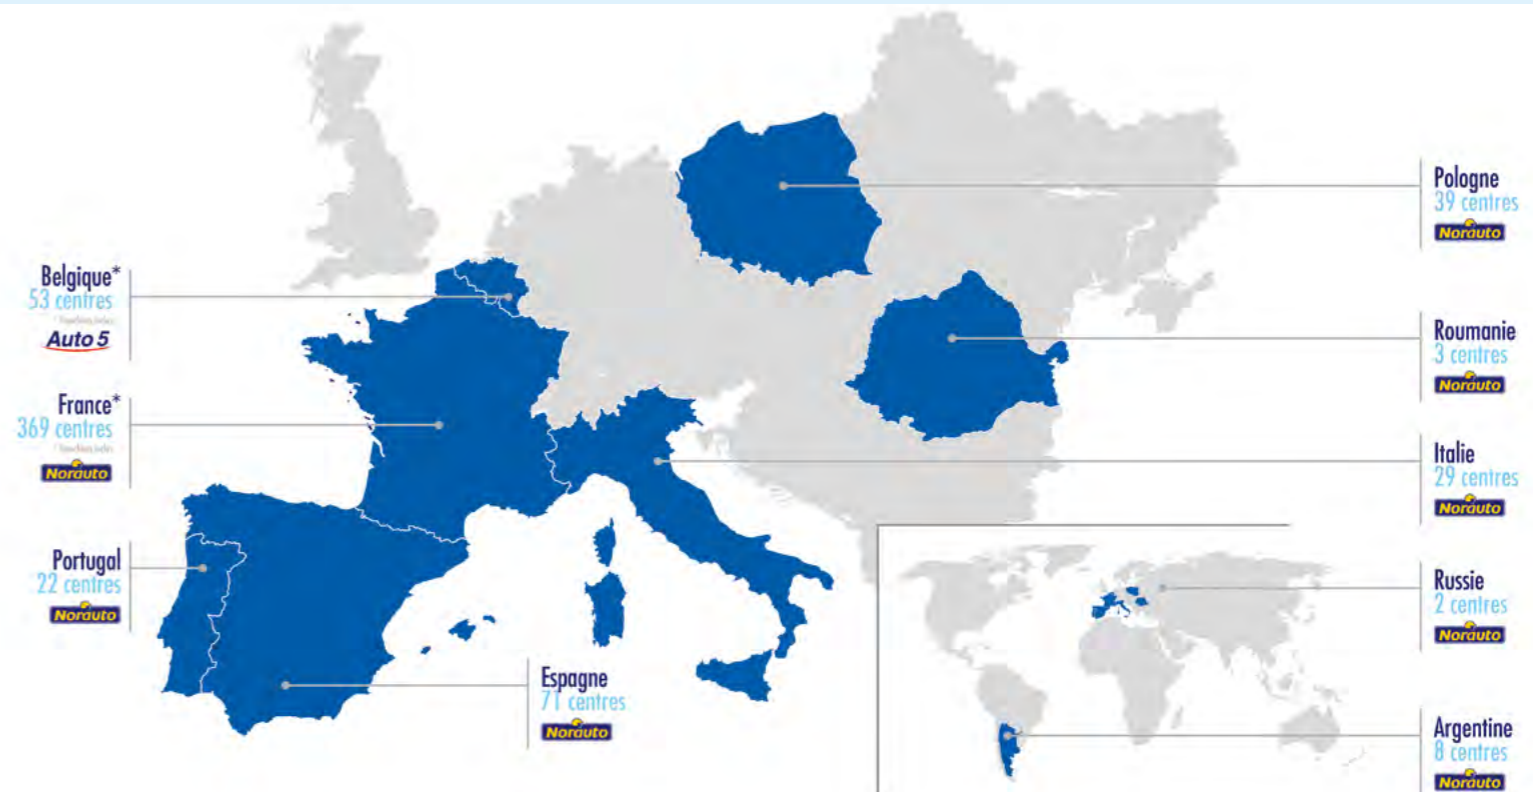 Belgique*
53 centres
Auto 5
France*
369 centres
Norauto
Portugal
22 centres
Norauto
Espagne
71 centres
Norauto
Pologne
39 centres
Norauto
Roumanie
3 centres
Norauto
Italie
29 centres
Norauto
Russie
2 centres
Norauto
Argentine
8 centres
Norauto